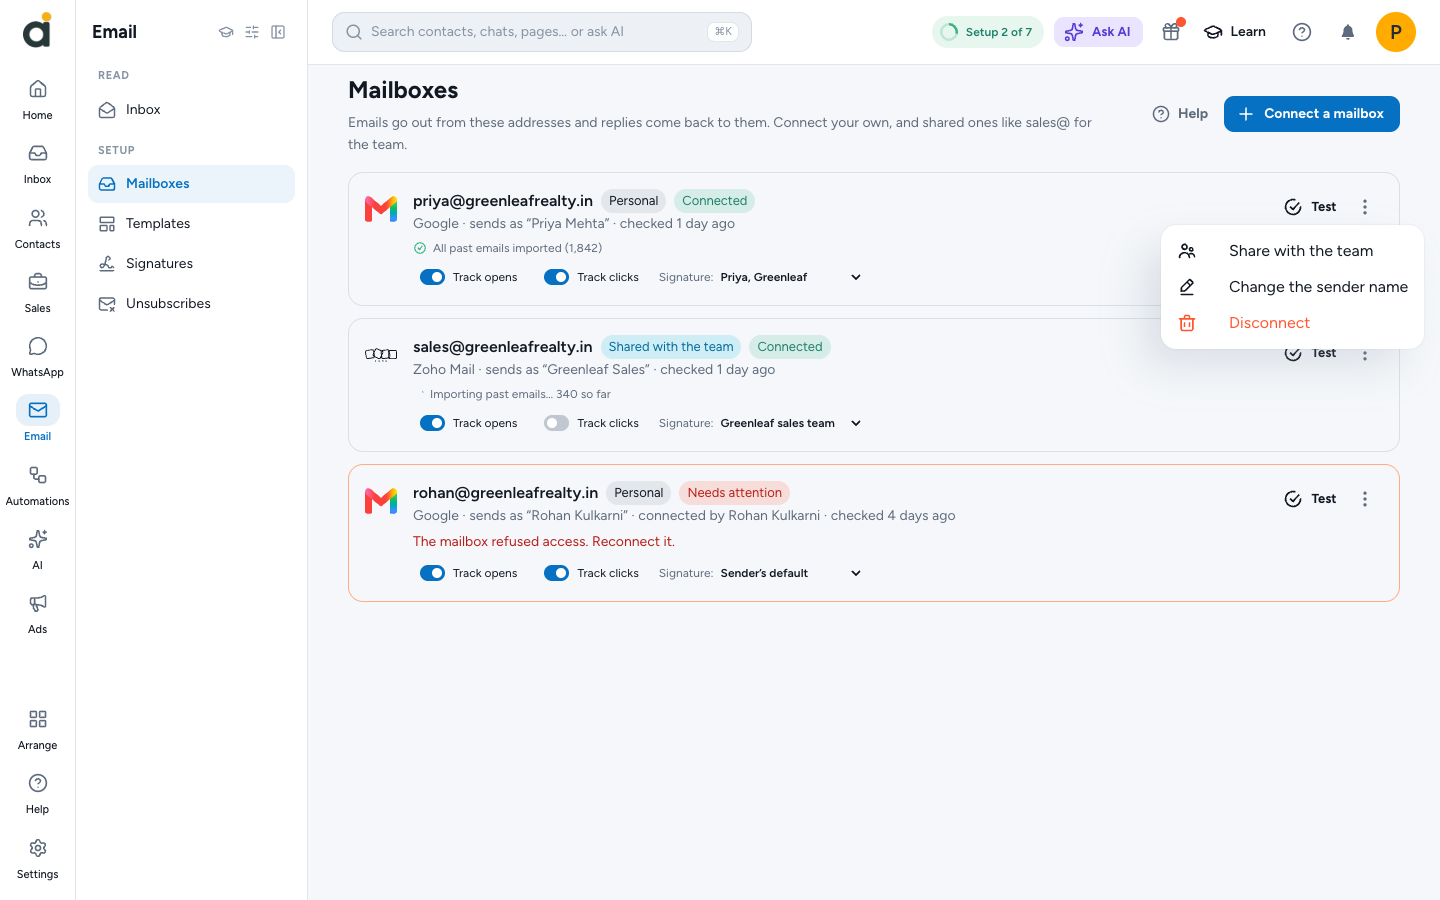 Home
Inbox
Contacts
Sales
WhatsApp
Email
Automations
AI
Ads
Arrange
Help
Settings
Email
READ
Inbox
SETUP
Mailboxes
Templates
Signatures
Unsubscribes
Search contacts, chats, pages... or ask AI
⌘K
Setup 2 of 7
Ask AI
Learn
P
Mailboxes
Emails go out from these addresses and replies come back to them. Connect your own, and shared ones like sales@ for
the team.
Help
Connect a mailbox
priya@greenleafrealty.in Personal Connected
Google · sends as “Priya Mehta” · checked 1 day ago
All past emails imported (1,842)
Track opens Track clicks Signature: Priya, Greenleaf
Test
Share with the team
Change the sender name
Disconnect
sales@greenleafrealty.in Shared with the team Connected
Zoho Mail · sends as “Greenleaf Sales” · checked 1 day ago
Importing past emails... 340 so far
Track opens Track clicks Signature: Greenleaf sales team
Test
rohan@greenleafrealty.in Personal Needs attention
Google · sends as “Rohan Kulkarni” · connected by Rohan Kulkarni · checked 4 days ago
The mailbox refused access. Reconnect it.
Track opens Track clicks Signature: Sender’s default
Test